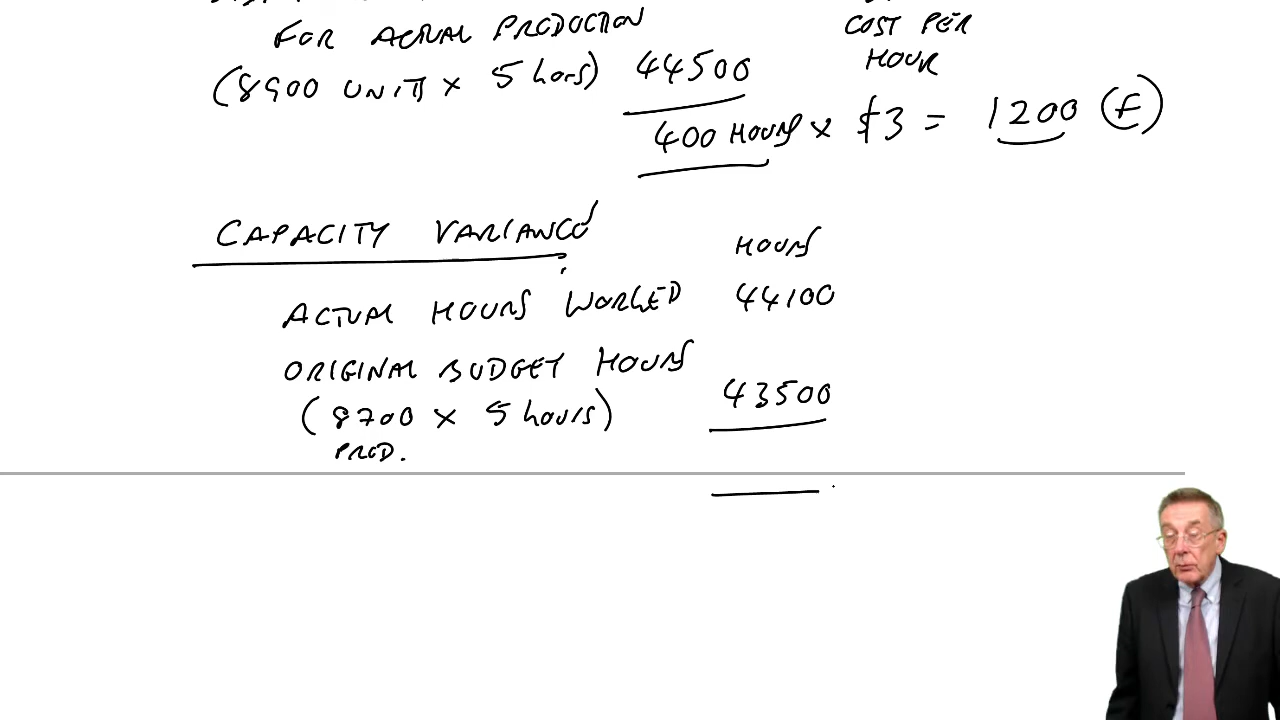 FOR ACTUAL PRODUCTION
COST PER
HOUR
(8900 UNITS x 5 hours) 44500
400 HOURS x $3 = 1200 (F)
CAPACITY VARIANCE
HOURS
ACTUAL HOURS WORKED 44100
ORIGINAL BUDGET HOURS
(8700 x 5 hours) 43500
PROD.